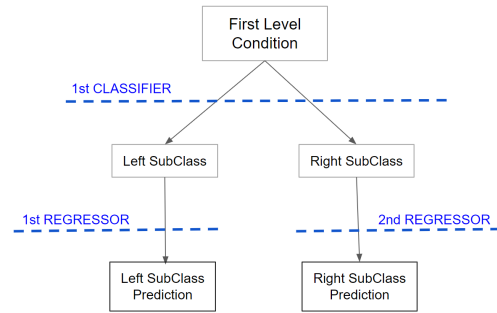 First Level
Condition
1st CLASSIFIER
Left SubClass
Right SubClass
1st REGRESSOR
2nd REGRESSOR
Left SubClass
Prediction
Right SubClass
Prediction